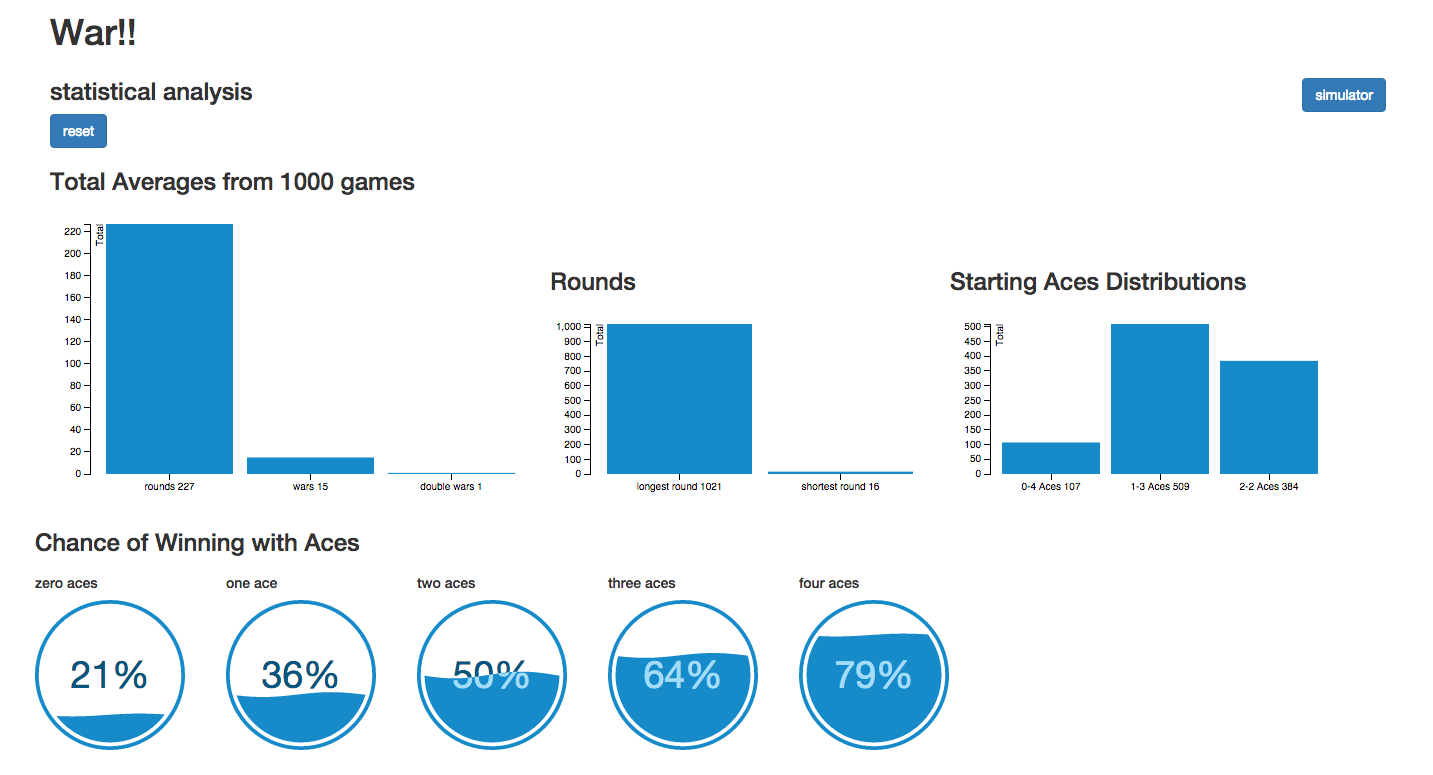 War!!
statistical analysis
simulator
reset
Total Averages from 1000 games
220
200
180
160
140
120
100
80
60
40
20
0
Total
rounds 227
wars 15
double wars 1
Rounds
1,000
900
800
700
600
500
400
300
200
100
0
Total
longest round 1021
shortest round 16
Starting Aces Distributions
500
450
400
350
300
250
200
150
100
50
0
Total
0-4 Aces 107
1-3 Aces 509
2-2 Aces 384
Chance of Winning with Aces
zero aces
one ace
two aces
three aces
four aces
21%
36%
50%
64%
79%